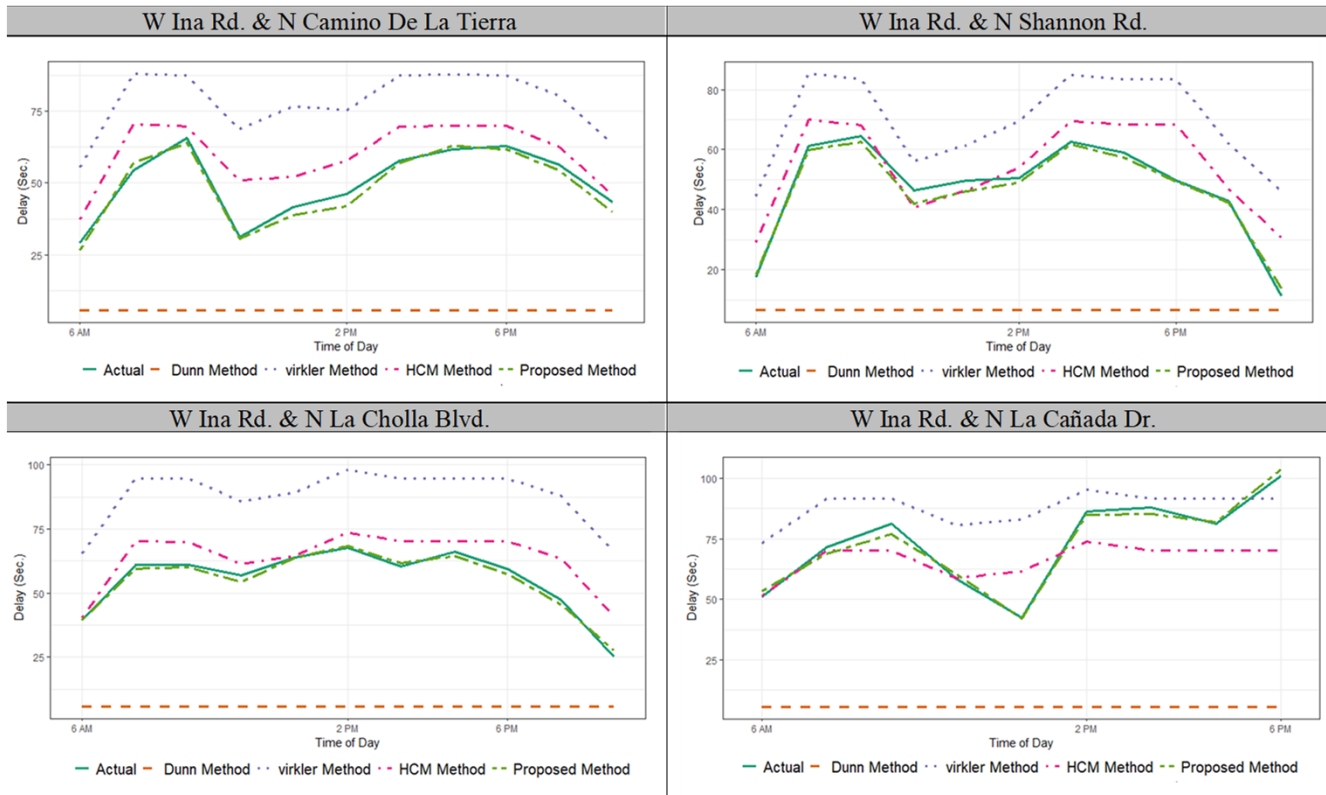 W Ina Rd. & N Camino De La Tierra
75
50
25
Delay (Sec.)
6 AM
2 PM
6 PM
Time of Day
Actual
Dunn Method
virkler Method
HCM Method
Proposed Method
W Ina Rd. & N Shannon Rd.
80
60
40
20
Delay (Sec.)
6 AM
2 PM
6 PM
Time of Day
Actual
Dunn Method
virkler Method
HCM Method
Proposed Method
W Ina Rd. & N La Cholla Blvd.
100
75
50
25
Delay (Sec.)
6 AM
2 PM
6 PM
Time of Day
Actual
Dunn Method
virkler Method
HCM Method
Proposed Method
W Ina Rd. & N La Cañada Dr.
100
75
50
25
Delay (Sec.)
6 AM
2 PM
6 PM
Time of Day
Actual
Dunn Method
virkler Method
HCM Method
Proposed Method